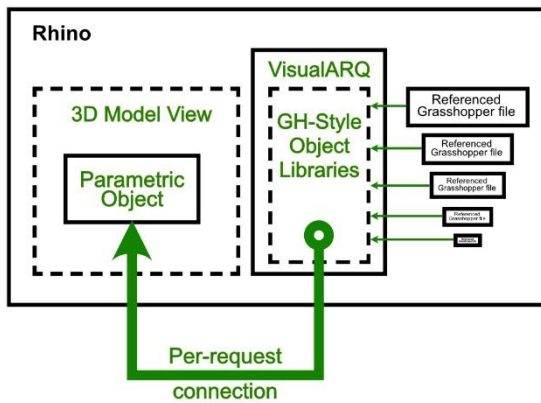 Rhino
VisualARQ
3D Model View
GH-Style
Object
Libraries
Parametric
Object
Referenced
Grasshopper file
Referenced
Grasshopper file
Referenced
Grasshopper file
Referenced
Grasshopper file
Per-request
connection